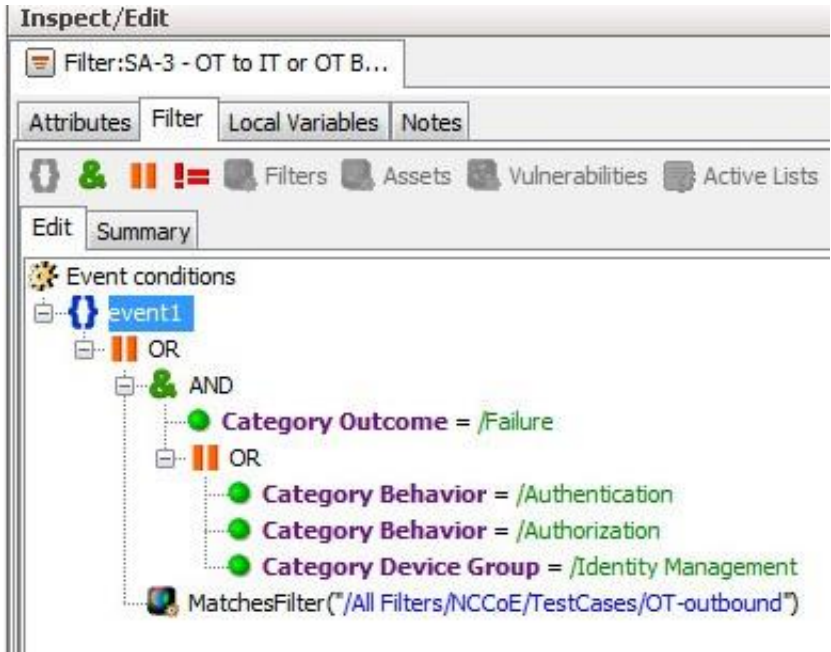 Inspect/Edit
Filter:SA-3 - OT to IT or OT B...
Attributes Filter Local Variables Notes
{} & || != Filters Assets Vulnerabilities Active Lists
Edit Summary
Event conditions
{} event1
|| OR
& AND
Category Outcome = /Failure
|| OR
Category Behavior = /Authentication
Category Behavior = /Authorization
Category Device Group = /Identity Management
MatchesFilter("/All Filters/NCCoE/TestCases/OT-outbound")